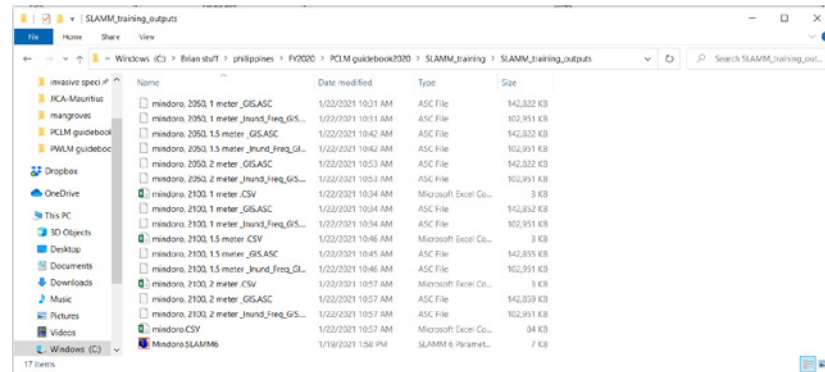 SLAMM_training_outputs
File Home Share View
Windows (C:) > Brian stuff > philippines > FY2020 > PCLM guidebook2020 > SLAMM_training > SLAMM_training_outputs
Search SLAMM_training_out...
Name Date modified Type Size
invasive speci
JICA-Mauritius
mangroves
PCLM guidebook
PWLM guideboc
Dropbox
OneDrive
This PC
3D Objects
Desktop
Documents
Downloads
Music
Pictures
Videos
Windows (C:)
mindoro, 2050, 1 meter _GIS.ASC 1/22/2021 10:31 AM ASC File 142,822 KB
mindoro, 2050, 1 meter _Inund_Freq_GIS... 1/22/2021 10:31 AM ASC File 102,951 KB
mindoro, 2050, 1.5 meter _GIS.ASC 1/22/2021 10:42 AM ASC File 142,822 KB
mindoro, 2050, 1.5 meter _Inund_Freq_GI... 1/22/2021 10:42 AM ASC File 102,951 KB
mindoro, 2050, 2 meter _GIS.ASC 1/22/2021 10:53 AM ASC File 142,822 KB
mindoro, 2050, 2 meter _Inund_Freq_GIS... 1/22/2021 10:53 AM ASC File 102,951 KB
mindoro, 2100, 1 meter .CSV 1/22/2021 10:34 AM Microsoft Excel Co... 3 KB
mindoro, 2100, 1 meter _GIS.ASC 1/22/2021 10:34 AM ASC File 142,852 KB
mindoro, 2100, 1 meter _Inund_Freq_GIS... 1/22/2021 10:34 AM ASC File 102,951 KB
mindoro, 2100, 1.5 meter .CSV 1/22/2021 10:46 AM Microsoft Excel Co... 3 KB
mindoro, 2100, 1.5 meter _GIS.ASC 1/22/2021 10:45 AM ASC File 142,855 KB
mindoro, 2100, 1.5 meter _Inund_Freq_GI... 1/22/2021 10:46 AM ASC File 102,951 KB
mindoro, 2100, 2 meter .CSV 1/22/2021 10:57 AM Microsoft Excel Co... 3 KB
mindoro, 2100, 2 meter _GIS.ASC 1/22/2021 10:57 AM ASC File 142,859 KB
mindoro, 2100, 2 meter _Inund_Freq_GIS... 1/22/2021 10:57 AM ASC File 102,951 KB
mindoro.CSV 1/22/2021 10:57 AM Microsoft Excel Co... 84 KB
Mindoro.SLAMM6 1/19/2021 1:58 PM SLAMM 6 Paramet... 7 KB
17 items